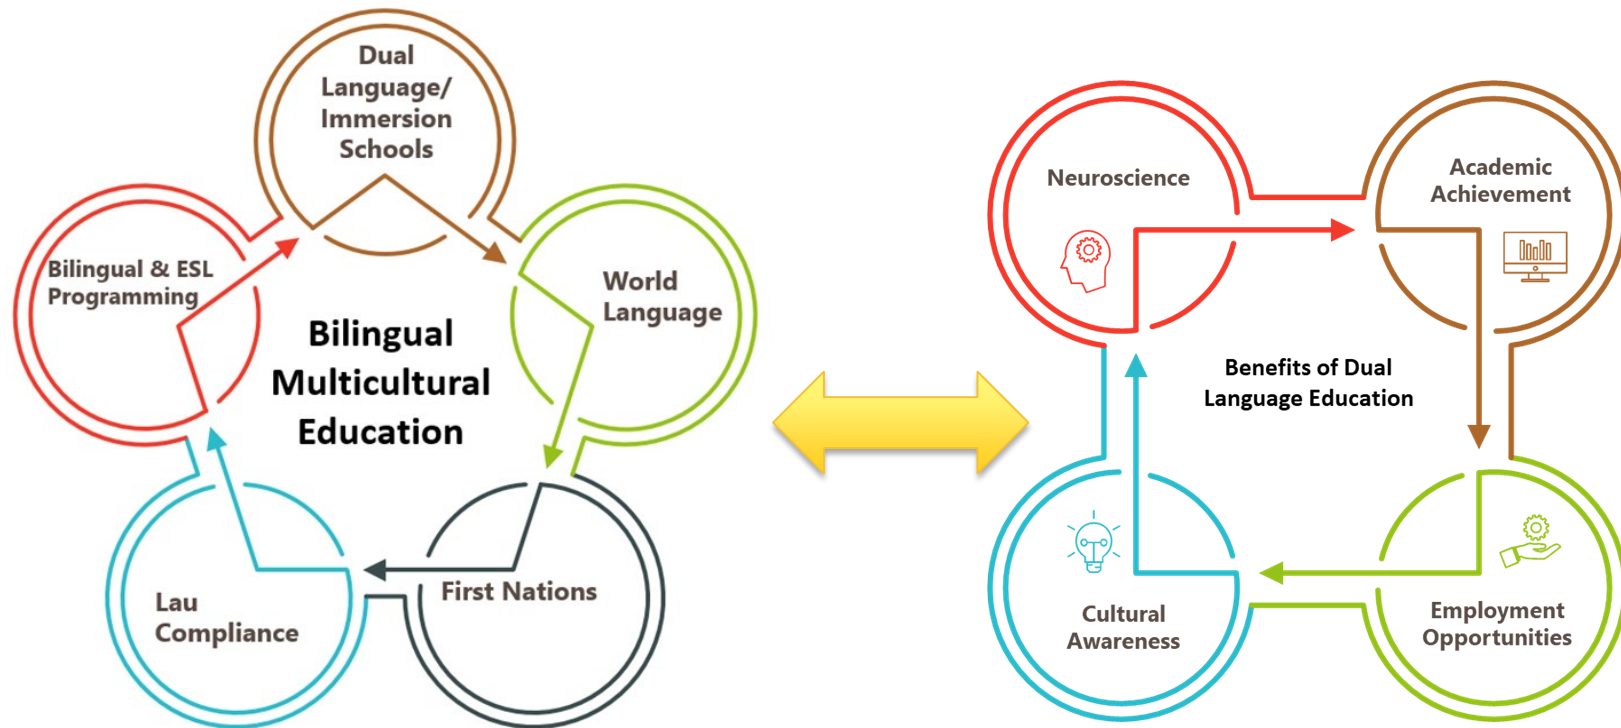 Dual
Language/
Immersion
Schools
Bilingual & ESL
Programming
World
Language
Bilingual
Multicultural
Education
Lau
Compliance
First Nations
Neuroscience
Academic
Achievement
Benefits of Dual
Language Education
Cultural
Awareness
Employment
Opportunities